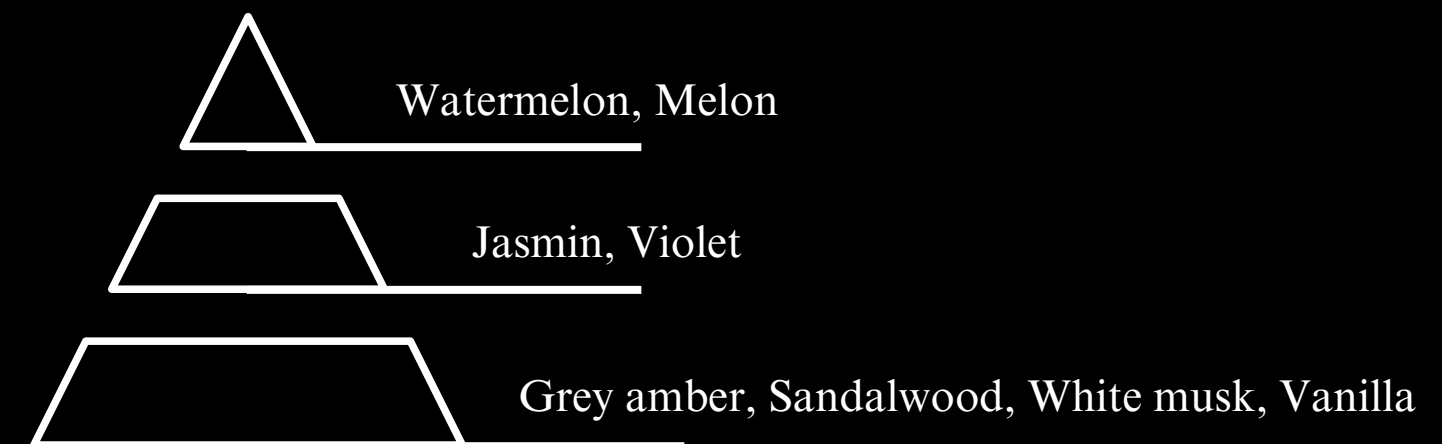 Watermelon, Melon
Jasmin, Violet
Grey amber, Sandalwood, White musk, Vanilla